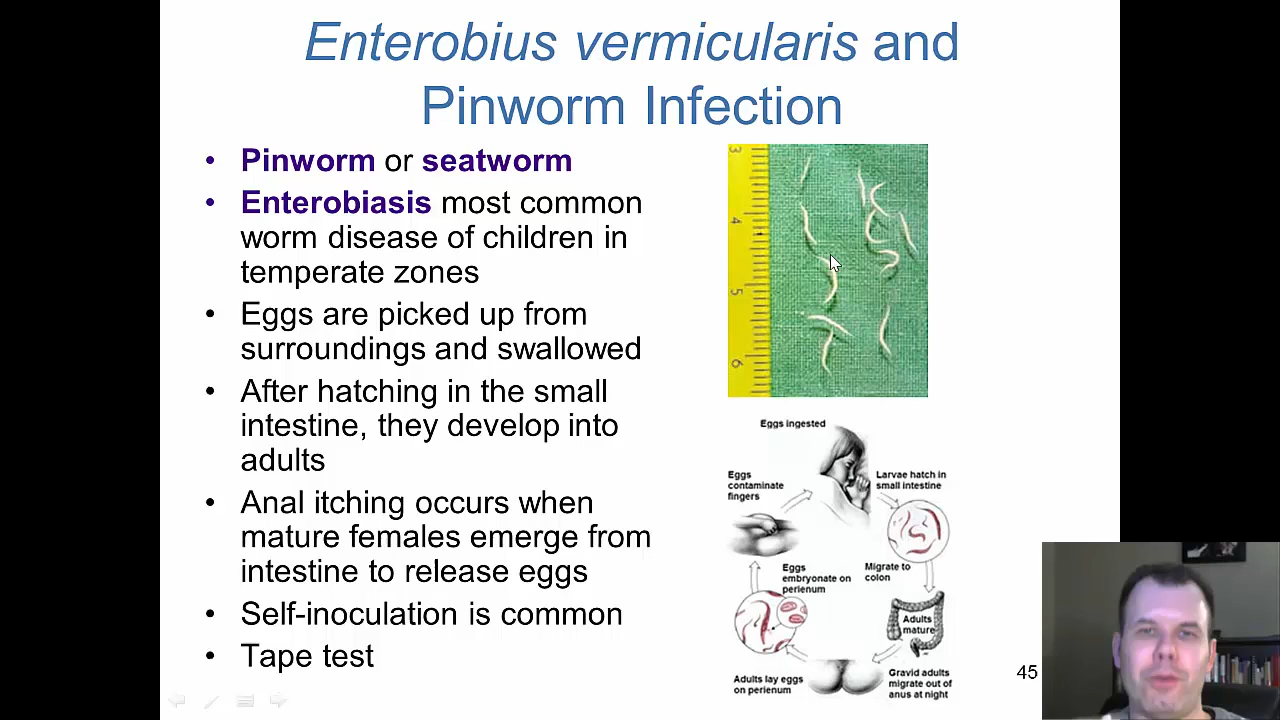 Enterobius vermicularis and
Pinworm Infection
• Pinworm or seatworm
• Enterobiasis most common
worm disease of children in
temperate zones
• Eggs are picked up from
surroundings and swallowed
• After hatching in the small
intestine, they develop into
adults
• Anal itching occurs when
mature females emerge from
intestine to release eggs
• Self-inoculation is common
• Tape test
3
4
5
6
Eggs ingested
Eggs
contaminate
fingers
Larvae hatch in
small intestine
Eggs
embryonate on
perienum
Migrate to
colon
Adults
mature
Adults lay eggs
on perienum
Gravid adults
migrate out of
anus at night
45